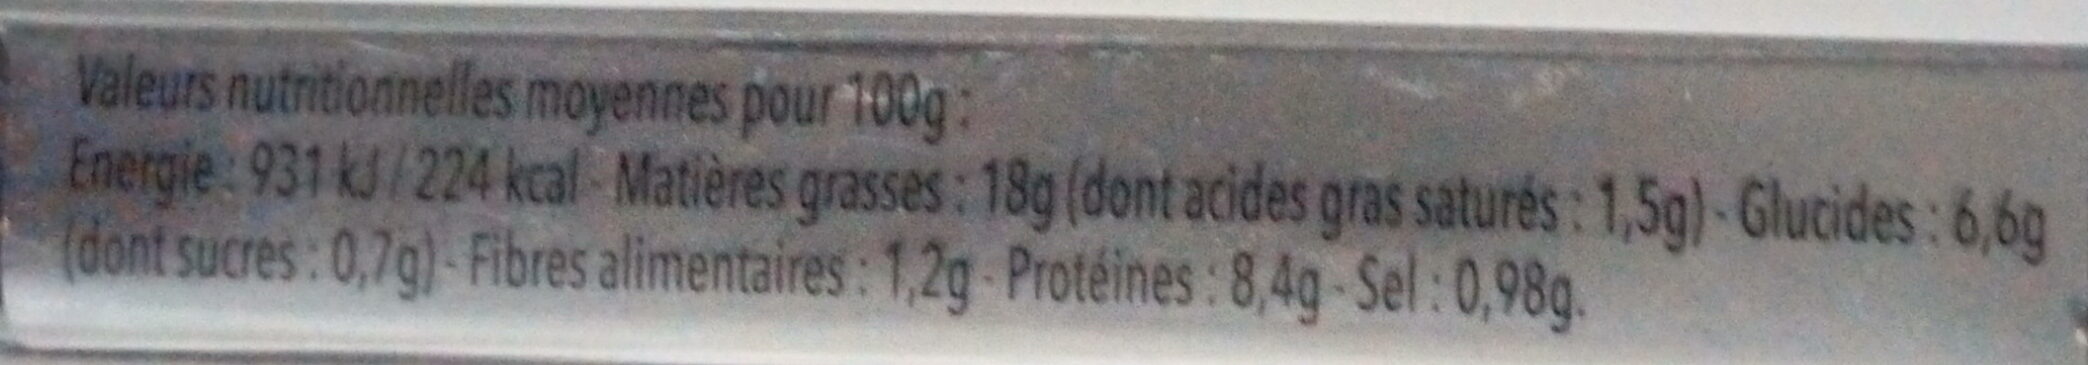 Valeurs nutritionnelles moyennes pour 100g :
Energie : 931 kJ / 224 kcal - Matières grasses : 18g (dont acides gras saturés : 1,5g) - Glucides : 6,6g
(dont sucres : 0,7g) - Fibres alimentaires : 1,2g - Protéines : 8,4g - Sel : 0,98g.